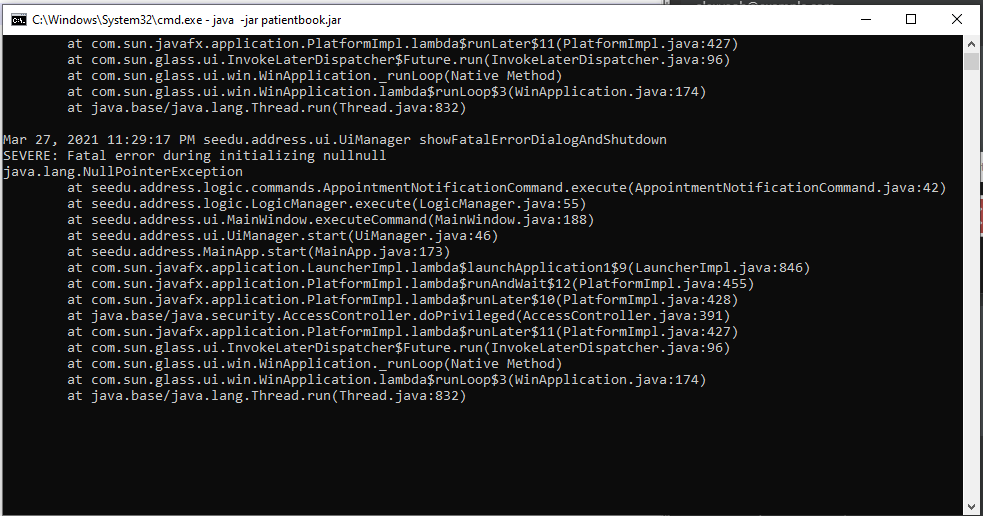 C:\Windows\System32\cmd.exe - java -jar patientbook.jar
at com.sun.javafx.application.PlatformImpl.lambda$runLater$11(PlatformImpl.java:427)
at com.sun.glass.ui.InvokeLaterDispatcher$Future.run(InvokeLaterDispatcher.java:96)
at com.sun.glass.ui.win.WinApplication._runLoop(Native Method)
at com.sun.glass.ui.win.WinApplication.lambda$runLoop$3(WinApplication.java:174)
at java.base/java.lang.Thread.run(Thread.java:832)
Mar 27, 2021 11:29:17 PM seedu.address.ui.UiManager showFatalErrorDialogAndShutdown
SEVERE: Fatal error during initializing nullnull
java.lang.NullPointerException
at seedu.address.logic.commands.AppointmentNotificationCommand.execute(AppointmentNotificationCommand.java:42)
at seedu.address.logic.LogicManager.execute(LogicManager.java:55)
at seedu.address.ui.MainWindow.executeCommand(MainWindow.java:188)
at seedu.address.ui.UiManager.start(UiManager.java:46)
at seedu.address.MainApp.start(MainApp.java:173)
at com.sun.javafx.application.LauncherImpl.lambda$launchApplication1$9(LauncherImpl.java:846)
at com.sun.javafx.application.PlatformImpl.lambda$runAndWait$12(PlatformImpl.java:455)
at com.sun.javafx.application.PlatformImpl.lambda$runLater$10(PlatformImpl.java:428)
at java.base/java.security.AccessController.doPrivileged(AccessController.java:391)
at com.sun.javafx.application.PlatformImpl.lambda$runLater$11(PlatformImpl.java:427)
at com.sun.glass.ui.InvokeLaterDispatcher$Future.run(InvokeLaterDispatcher.java:96)
at com.sun.glass.ui.win.WinApplication._runLoop(Native Method)
at com.sun.glass.ui.win.WinApplication.lambda$runLoop$3(WinApplication.java:174)
at java.base/java.lang.Thread.run(Thread.java:832)